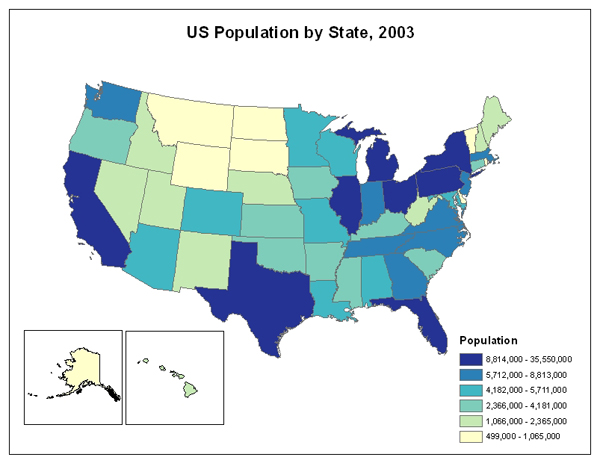 US Population by State, 2003
Population
8,814,000 - 35,550,000
5,712,000 - 8,813,000
4,182,000 - 5,711,000
2,366,000 - 4,181,000
1,066,000 - 2,365,000
499,000 - 1,065,000